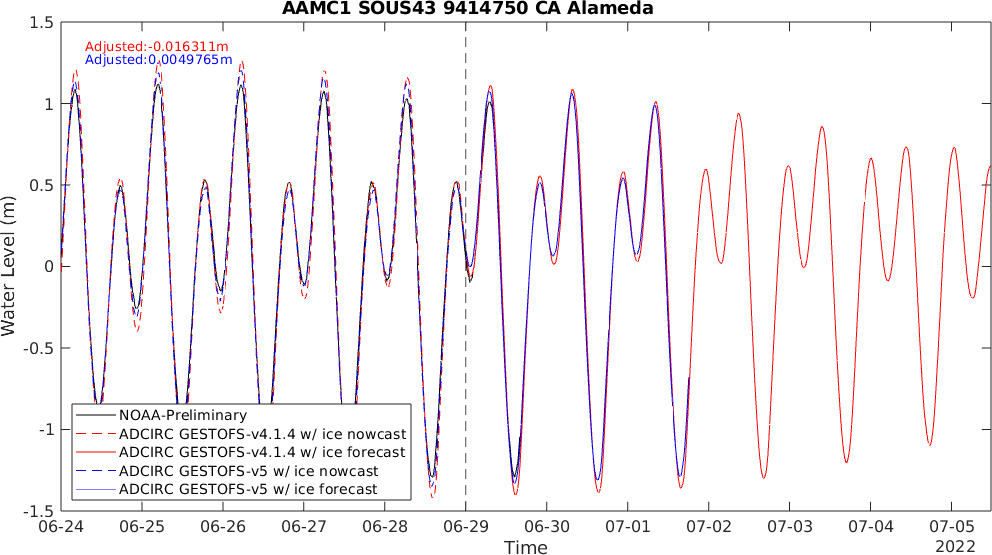 AAMC1 SOUS43 9414750 CA Alameda
Adjusted:-0.016311m
Adjusted:0.0049765m
1.5
1
0.5
0
-0.5
-1
-1.5
Water Level (m)
NOAA-Preliminary
ADCIRC GESTOFS-v4.1.4 w/ ice nowcast
ADCIRC GESTOFS-v4.1.4 w/ ice forecast
ADCIRC GESTOFS-v5 w/ ice nowcast
ADCIRC GESTOFS-v5 w/ ice forecast
06-24 06-25 06-26 06-27 06-28 06-29 06-30 07-01 07-02 07-03 07-04 07-05
Time
2022